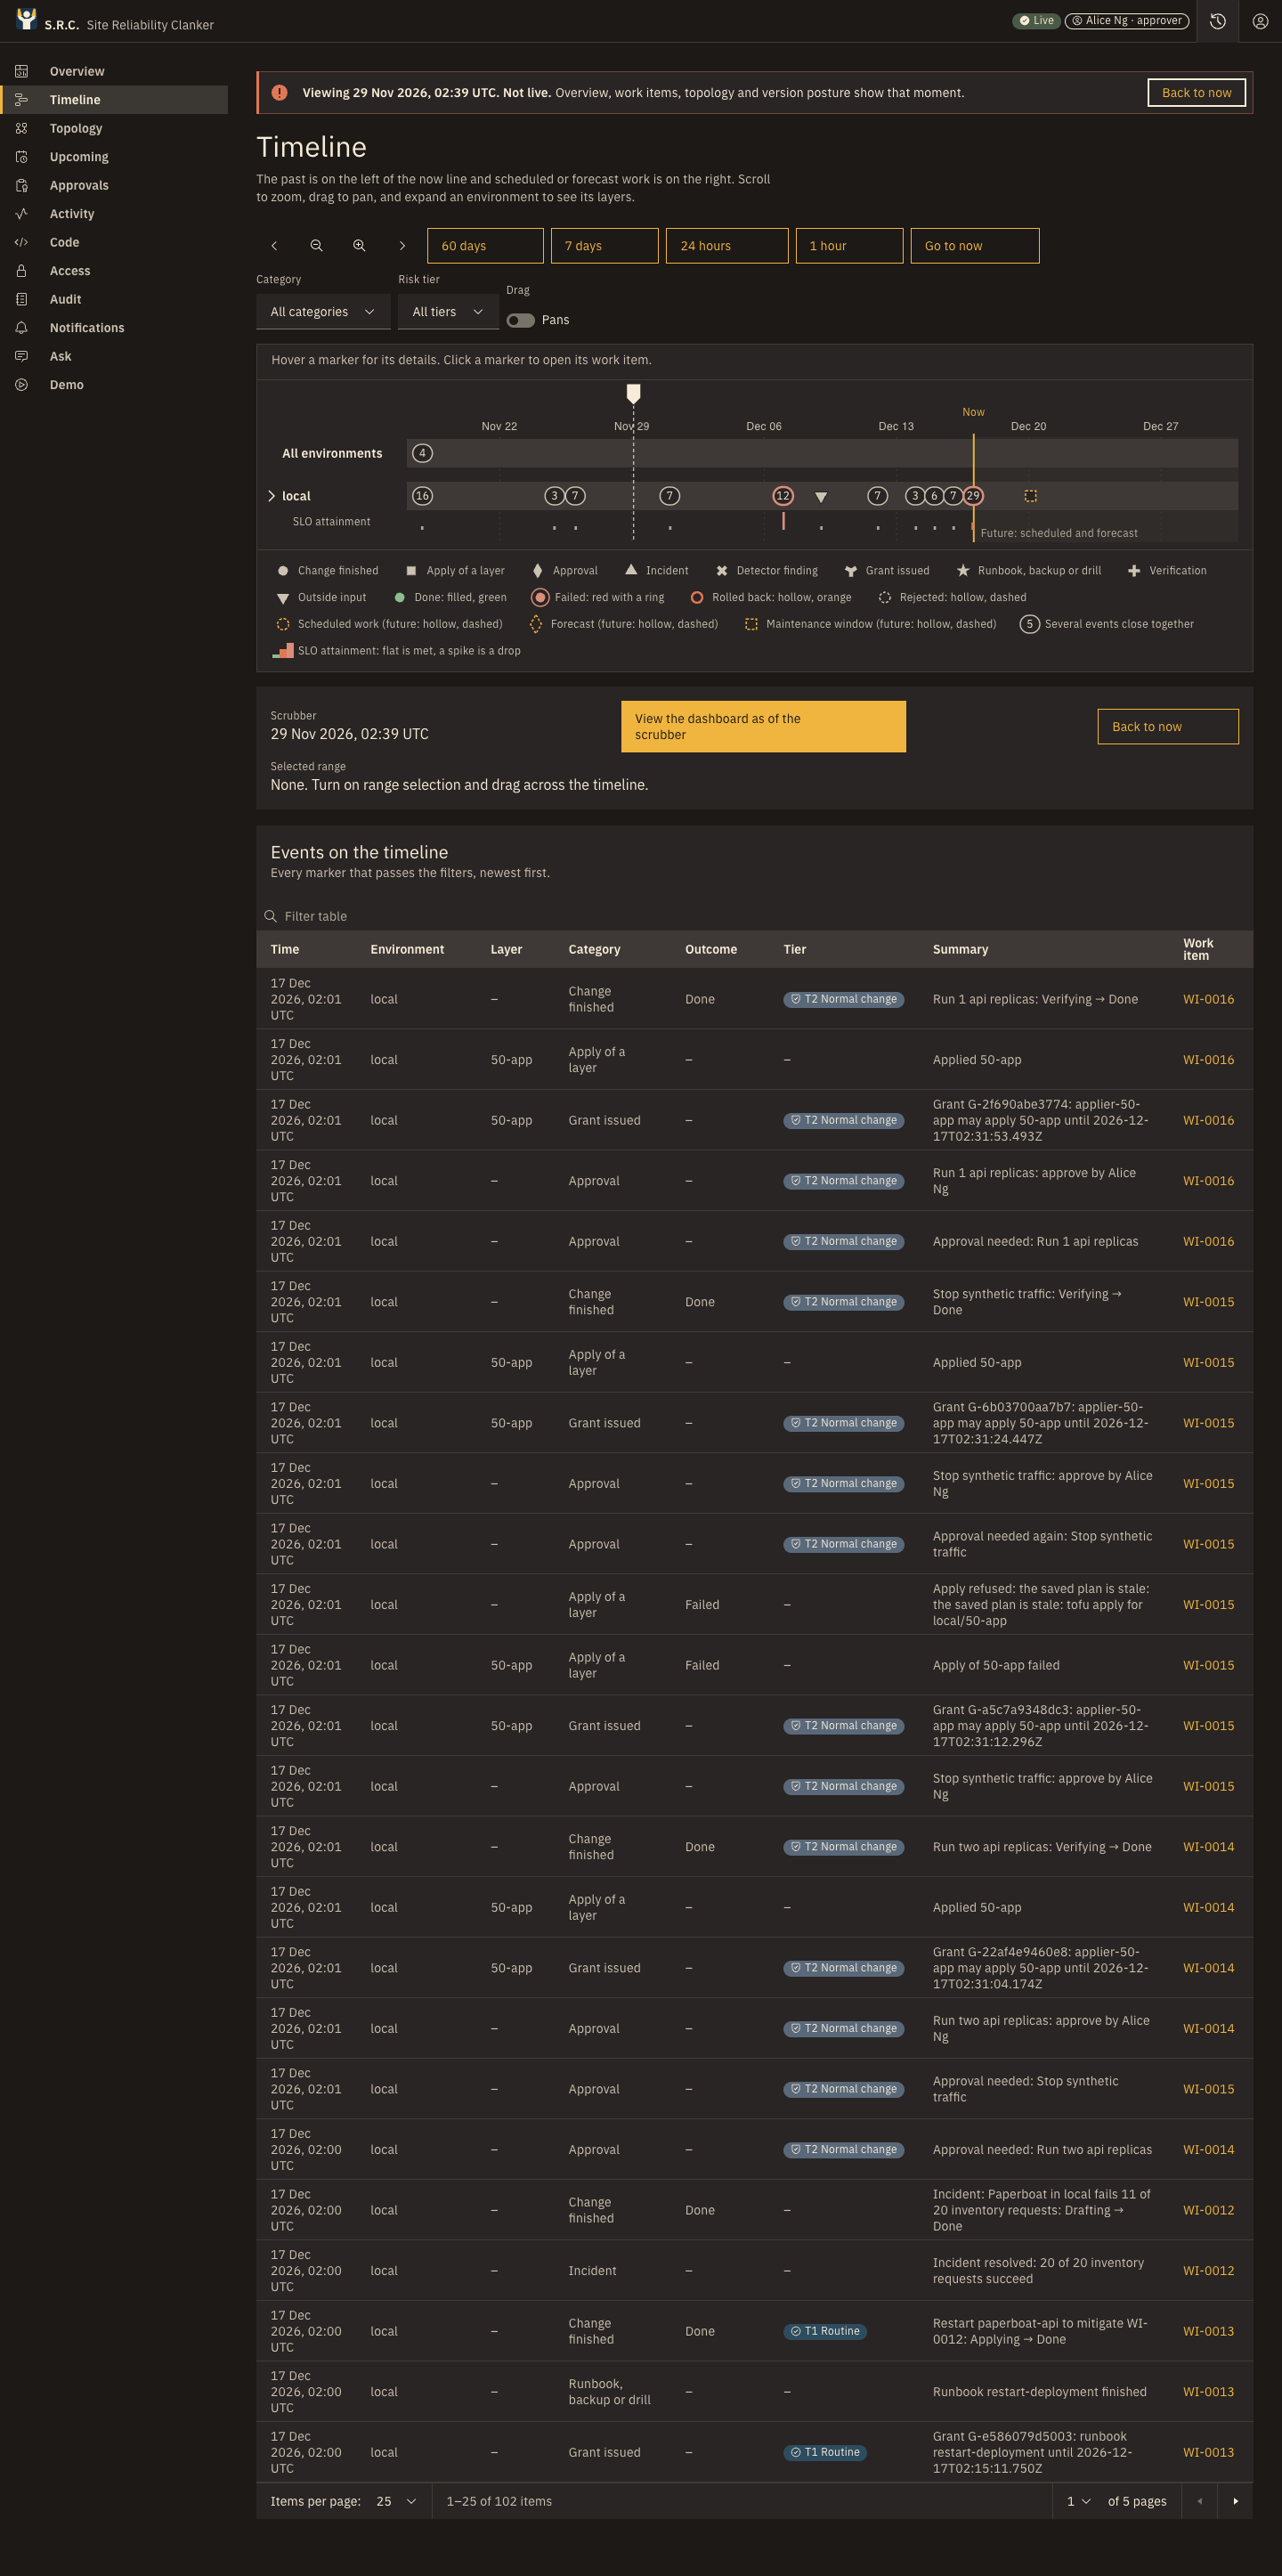 S.R.C. Site Reliability Clanker
Live
Alice Ng · approver
Overview
Timeline
Topology
Upcoming
Approvals
Activity
Code
Access
Audit
Notifications
Ask
Demo
Viewing 29 Nov 2026, 02:39 UTC. Not live. Overview, work items, topology and version posture show that moment.
Back to now
Timeline
The past is on the left of the now line and scheduled or forecast work is on the right. Scroll
to zoom, drag to pan, and expand an environment to see its layers.
60 days
7 days
24 hours
1 hour
Go to now
Category
Risk tier
Drag
All categories
All tiers
Pans
Hover a marker for its details. Click a marker to open its work item.
Now
Nov 22 Nov 29 Dec 06 Dec 13 Dec 20 Dec 27
All environments 4
local 16 3 7 7 12 7 3 6 7 29
SLO attainment
Future: scheduled and forecast
Change finished Apply of a layer Approval Incident Detector finding Grant issued Runbook, backup or drill Verification
Outside input Done: filled, green Failed: red with a ring Rolled back: hollow, orange Rejected: hollow, dashed
Scheduled work (future: hollow, dashed) Forecast (future: hollow, dashed) Maintenance window (future: hollow, dashed) 5 Several events close together
SLO attainment: flat is met, a spike is a drop
Scrubber
29 Nov 2026, 02:39 UTC
View the dashboard as of the
scrubber
Back to now
Selected range
None. Turn on range selection and drag across the timeline.
Events on the timeline
Every marker that passes the filters, newest first.
Filter table
Time Environment Layer Category Outcome Tier Summary Work
item
17 Dec
2026, 02:01
UTC
local – Change
finished
Done T2 Normal change Run 1 api replicas: Verifying → Done WI-0016
17 Dec
2026, 02:01
UTC
local 50-app Apply of a
layer
– – Applied 50-app WI-0016
17 Dec
2026, 02:01
UTC
local 50-app Grant issued – T2 Normal change Grant G-2f690abe3774: applier-50-
app may apply 50-app until 2026-12-
17T02:31:53.493Z
WI-0016
17 Dec
2026, 02:01
UTC
local – Approval – T2 Normal change Run 1 api replicas: approve by Alice
Ng
WI-0016
17 Dec
2026, 02:01
UTC
local – Approval – T2 Normal change Approval needed: Run 1 api replicas WI-0016
17 Dec
2026, 02:01
UTC
local – Change
finished
Done T2 Normal change Stop synthetic traffic: Verifying →
Done
WI-0015
17 Dec
2026, 02:01
UTC
local 50-app Apply of a
layer
– – Applied 50-app WI-0015
17 Dec
2026, 02:01
UTC
local 50-app Grant issued – T2 Normal change Grant G-6b03700aa7b7: applier-50-
app may apply 50-app until 2026-12-
17T02:31:24.447Z
WI-0015
17 Dec
2026, 02:01
UTC
local – Approval – T2 Normal change Stop synthetic traffic: approve by Alice
Ng
WI-0015
17 Dec
2026, 02:01
UTC
local – Approval – T2 Normal change Approval needed again: Stop synthetic
traffic
WI-0015
17 Dec
2026, 02:01
UTC
local – Apply of a
layer
Failed – Apply refused: the saved plan is stale:
the saved plan is stale: tofu apply for
local/50-app
WI-0015
17 Dec
2026, 02:01
UTC
local 50-app Apply of a
layer
Failed – Apply of 50-app failed WI-0015
17 Dec
2026, 02:01
UTC
local 50-app Grant issued – T2 Normal change Grant G-a5c7a9348dc3: applier-50-
app may apply 50-app until 2026-12-
17T02:31:12.296Z
WI-0015
17 Dec
2026, 02:01
UTC
local – Approval – T2 Normal change Stop synthetic traffic: approve by Alice
Ng
WI-0015
17 Dec
2026, 02:01
UTC
local – Change
finished
Done T2 Normal change Run two api replicas: Verifying → Done WI-0014
17 Dec
2026, 02:01
UTC
local 50-app Apply of a
layer
– – Applied 50-app WI-0014
17 Dec
2026, 02:01
UTC
local 50-app Grant issued – T2 Normal change Grant G-22af4e9460e8: applier-50-
app may apply 50-app until 2026-12-
17T02:31:04.174Z
WI-0014
17 Dec
2026, 02:01
UTC
local – Approval – T2 Normal change Run two api replicas: approve by Alice
Ng
WI-0014
17 Dec
2026, 02:01
UTC
local – Approval – T2 Normal change Approval needed: Stop synthetic
traffic
WI-0015
17 Dec
2026, 02:00
UTC
local – Approval – T2 Normal change Approval needed: Run two api replicas WI-0014
17 Dec
2026, 02:00
UTC
local – Change
finished
Done – Incident: Paperboat in local fails 11 of
20 inventory requests: Drafting →
Done
WI-0012
17 Dec
2026, 02:00
UTC
local – Incident – – Incident resolved: 20 of 20 inventory
requests succeed
WI-0012
17 Dec
2026, 02:00
UTC
local – Change
finished
Done T1 Routine Restart paperboat-api to mitigate WI-
0012: Applying → Done
WI-0013
17 Dec
2026, 02:00
UTC
local – Runbook,
backup or drill
– – Runbook restart-deployment finished WI-0013
17 Dec
2026, 02:00
UTC
local – Grant issued – T1 Routine Grant G-e586079d5003: runbook
restart-deployment until 2026-12-
17T02:15:11.750Z
WI-0013
Items per page: 25 1–25 of 102 items 1 of 5 pages